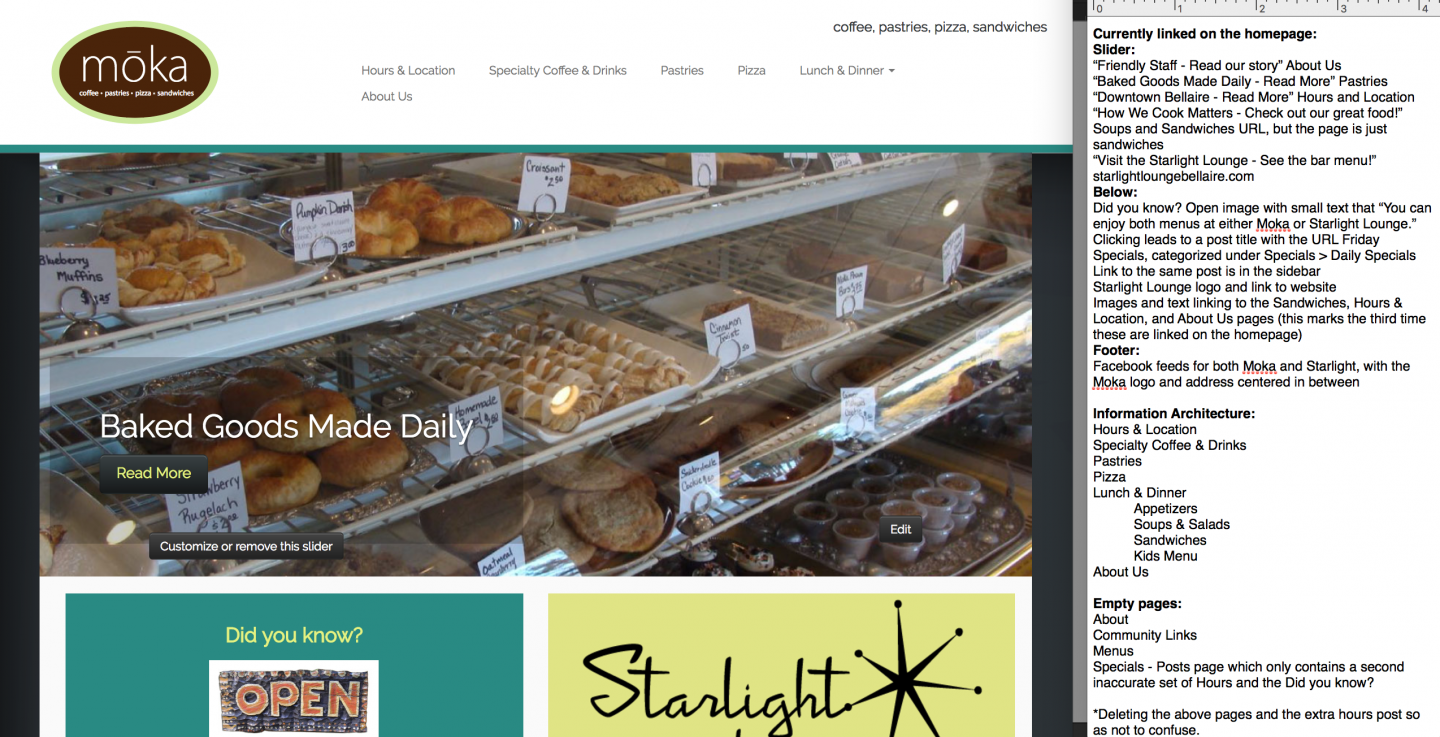 mōka
coffee • pastries • pizza • sandwiches
coffee, pastries, pizza, sandwiches
Hours & Location
Specialty Coffee & Drinks
Pastries
Pizza
Lunch & Dinner
About Us
Croissant
$2.50
Pumpkin Danish
$3.00
Blueberry
Muffins
Cinnamon
Twist
Homemade
Baked Goods Made Daily
Read More
Strawberry
Rugelach
Oatmeal
Edit
Customize or remove this slider
Did you know?
OPEN
Starlight
0 1 2 3 4
Currently linked on the homepage:
Slider:
“Friendly Staff - Read our story” About Us
“Baked Goods Made Daily - Read More” Pastries
“Downtown Bellaire - Read More” Hours and Location
“How We Cook Matters - Check out our great food!”
Soups and Sandwiches URL, but the page is just
sandwiches
“Visit the Starlight Lounge - See the bar menu!”
starlightloungebellaire.com
Below:
Did you know? Open image with small text that “You can
enjoy both menus at either Moka or Starlight Lounge.”
Clicking leads to a post title with the URL Friday
Specials, categorized under Specials > Daily Specials
Link to the same post is in the sidebar
Starlight Lounge logo and link to website
Images and text linking to the Sandwiches, Hours &
Location, and About Us pages (this marks the third time
these are linked on the homepage)
Footer:
Facebook feeds for both Moka and Starlight, with the
Moka logo and address centered in between
Information Architecture:
Hours & Location
Specialty Coffee & Drinks
Pastries
Pizza
Lunch & Dinner
Appetizers
Soups & Salads
Sandwiches
Kids Menu
About Us
Empty pages:
About
Community Links
Menus
Specials - Posts page which only contains a second
inaccurate set of Hours and the Did you know?
*Deleting the above pages and the extra hours post so
as not to confuse.